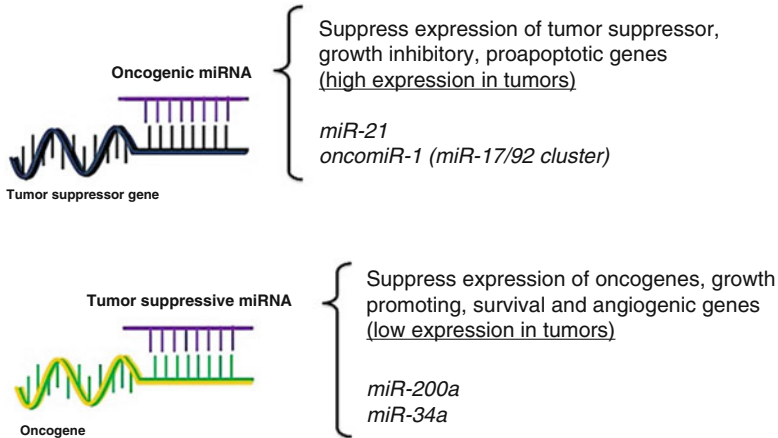 Oncogenic miRNA
Tumor suppressor gene
Suppress expression of tumor suppressor,
growth inhibitory, proapoptotic genes
(high expression in tumors)
miR-21
oncomiR-1 (miR-17/92 cluster)
Tumor suppressive miRNA
Oncogene
Suppress expression of oncogenes, growth
promoting, survival and angiogenic genes
(low expression in tumors)
miR-200a
miR-34a